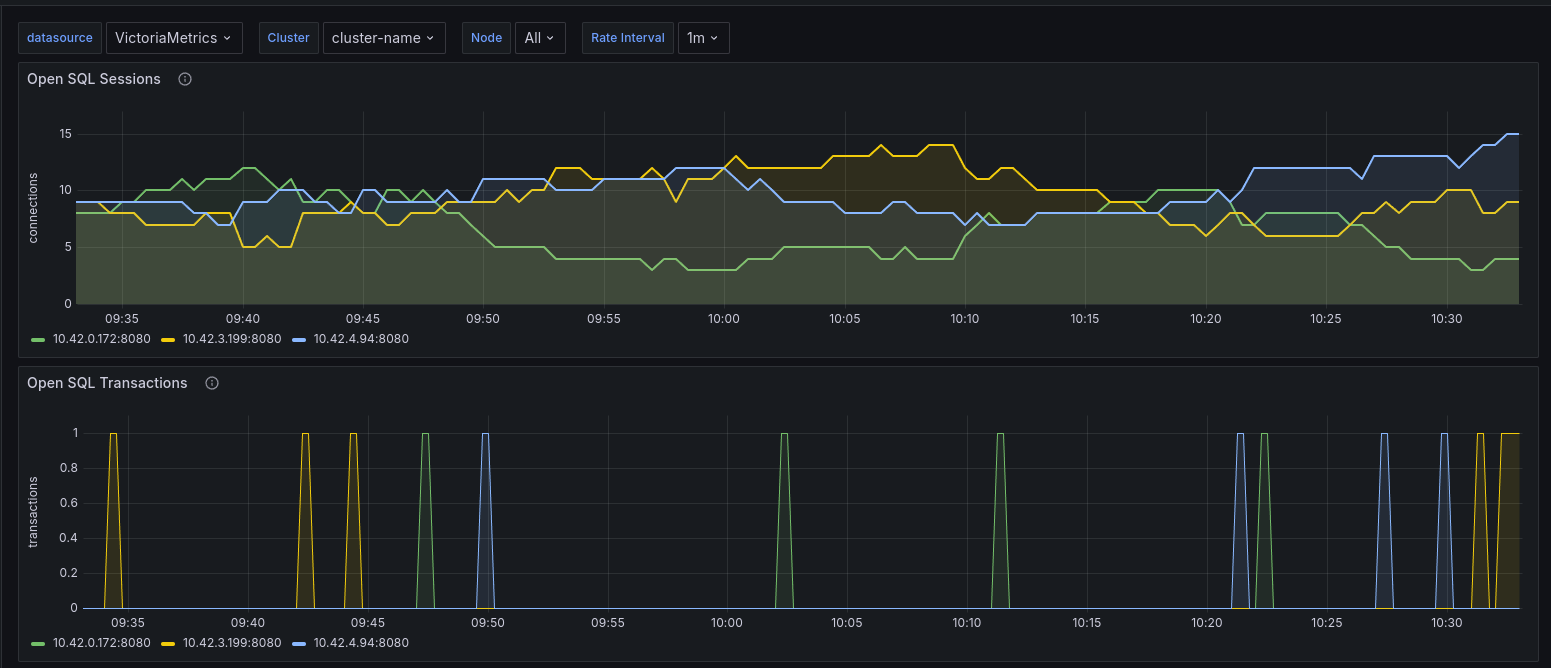 datasource VictoriaMetrics Cluster cluster-name Node All Rate Interval 1m
Open SQL Sessions
connections
15
10
5
0
09:35 09:40 09:45 09:50 09:55 10:00 10:05 10:10 10:15 10:20 10:25 10:30
10.42.0.172:8080 10.42.3.199:8080 10.42.4.94:8080
Open SQL Transactions
transactions
1
0.8
0.6
0.4
0.2
0
09:35 09:40 09:45 09:50 09:55 10:00 10:05 10:10 10:15 10:20 10:25 10:30
10.42.0.172:8080 10.42.3.199:8080 10.42.4.94:8080